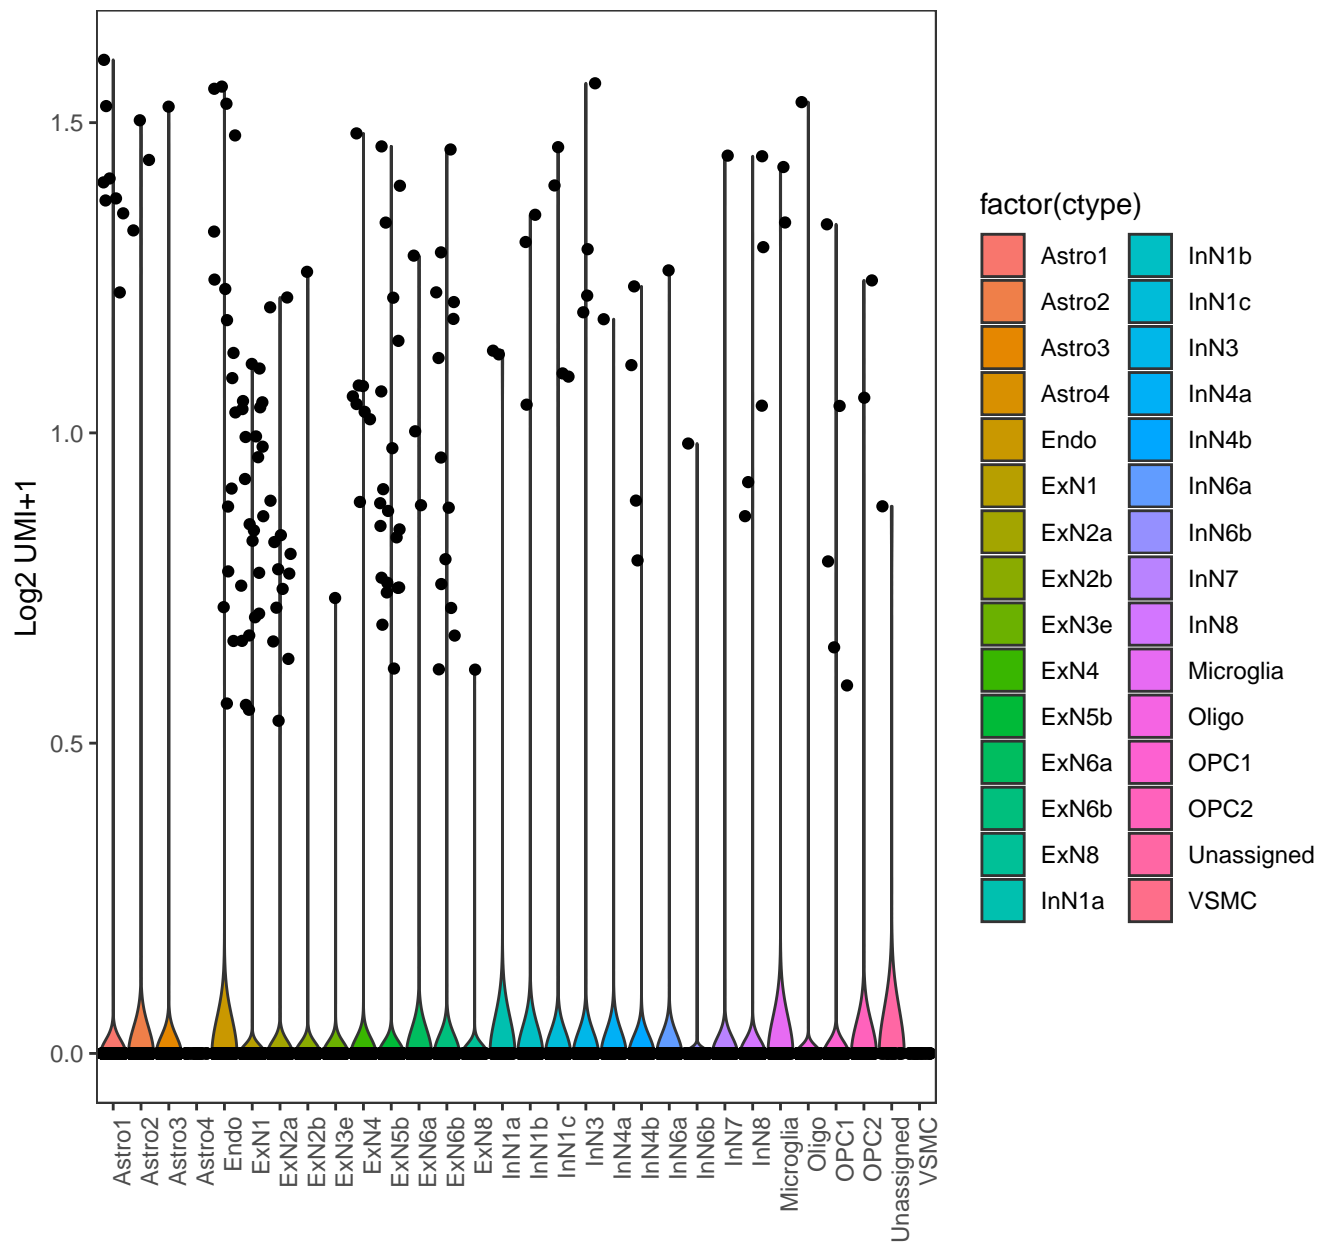 Log2 UMI+1
1.5
1.0
0.5
0.0
Astro1
Astro2
Astro3
Astro4
Endo
ExN1
ExN2a
ExN2b
ExN3e
ExN4
ExN5b
ExN6a
ExN6b
ExN8
InN1a
InN1b
InN1c
InN3
InN4a
InN4b
InN6a
InN6b
InN7
InN8
Microglia
Oligo
OPC1
OPC2
Unassigned
VSMC
factor(ctype)
Astro1
Astro2
Astro3
Astro4
Endo
ExN1
ExN2a
ExN2b
ExN3e
ExN4
ExN5b
ExN6a
ExN6b
ExN8
InN1a
InN1b
InN1c
InN3
InN4a
InN4b
InN6a
InN6b
InN7
InN8
Microglia
Oligo
OPC1
OPC2
Unassigned
VSMC